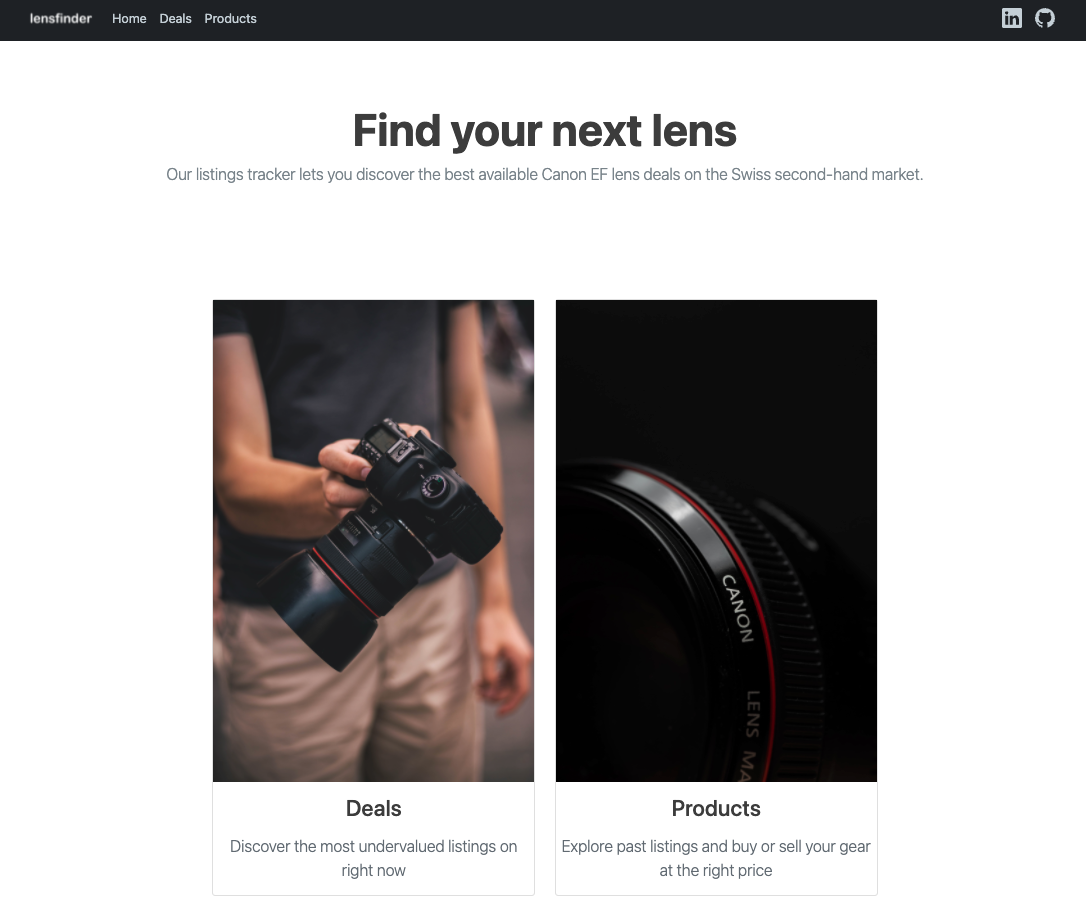 lensfinder Home Deals Products
Find your next lens
Our listings tracker lets you discover the best available Canon EF lens deals on the Swiss second-hand market.
CANON
LENS MA
Deals
Discover the most undervalued listings on
right now
Products
Explore past listings and buy or sell your gear
at the right price